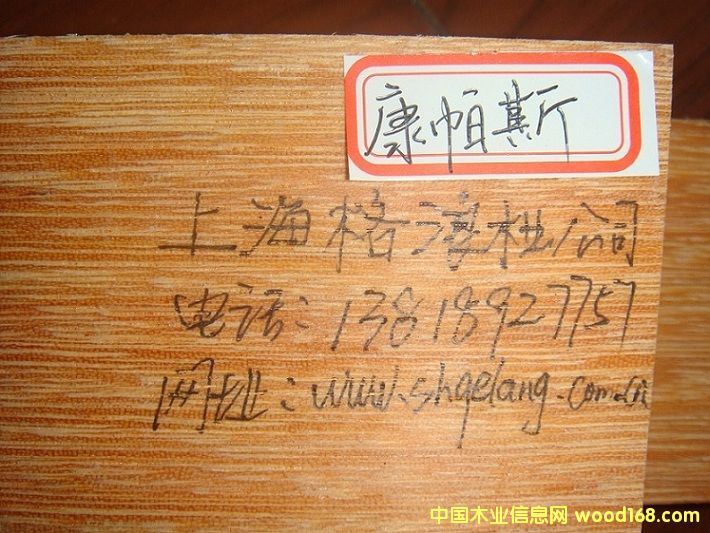 康帕斯
上海格浪木业公司
电话：13818927757
网址：www.shgelang.com.cn
中国木业信息网 wood168.com